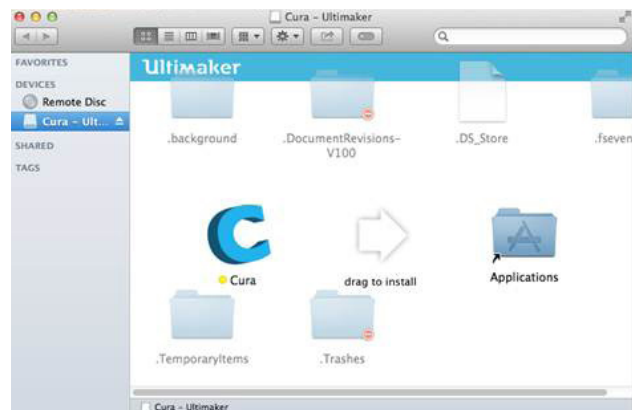 Cura – Ultimaker
FAVORITES
DEVICES
Remote Disc
Cura – Ult...
SHARED
TAGS
Ultimaker
.background
.DocumentRevisions-
V100
.DS_Store
.fseven
Cura
drag to install
Applications
.TemporaryItems
.Trashes
Cura – Ultimaker